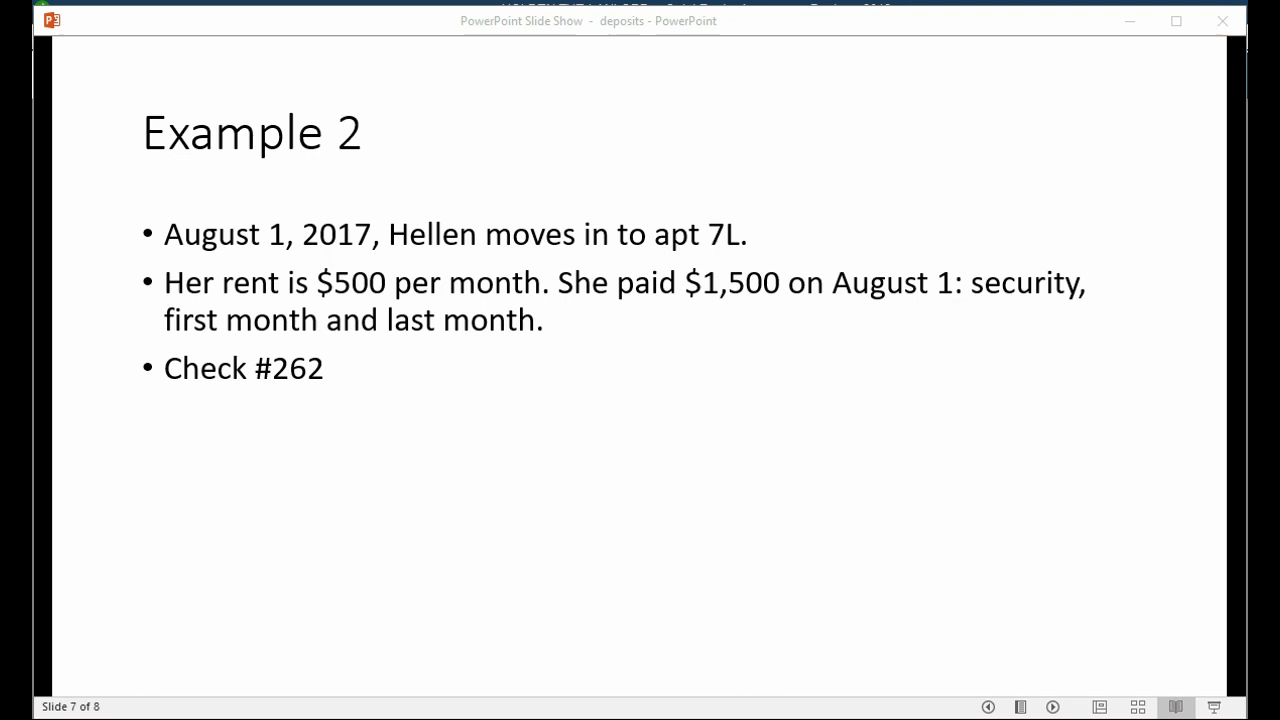 PowerPoint Slide Show - deposits - PowerPoint
Example 2
• August 1, 2017, Hellen moves in to apt 7L.
• Her rent is $500 per month. She paid $1,500 on August 1: security,
first month and last month.
• Check #262
Slide 7 of 8